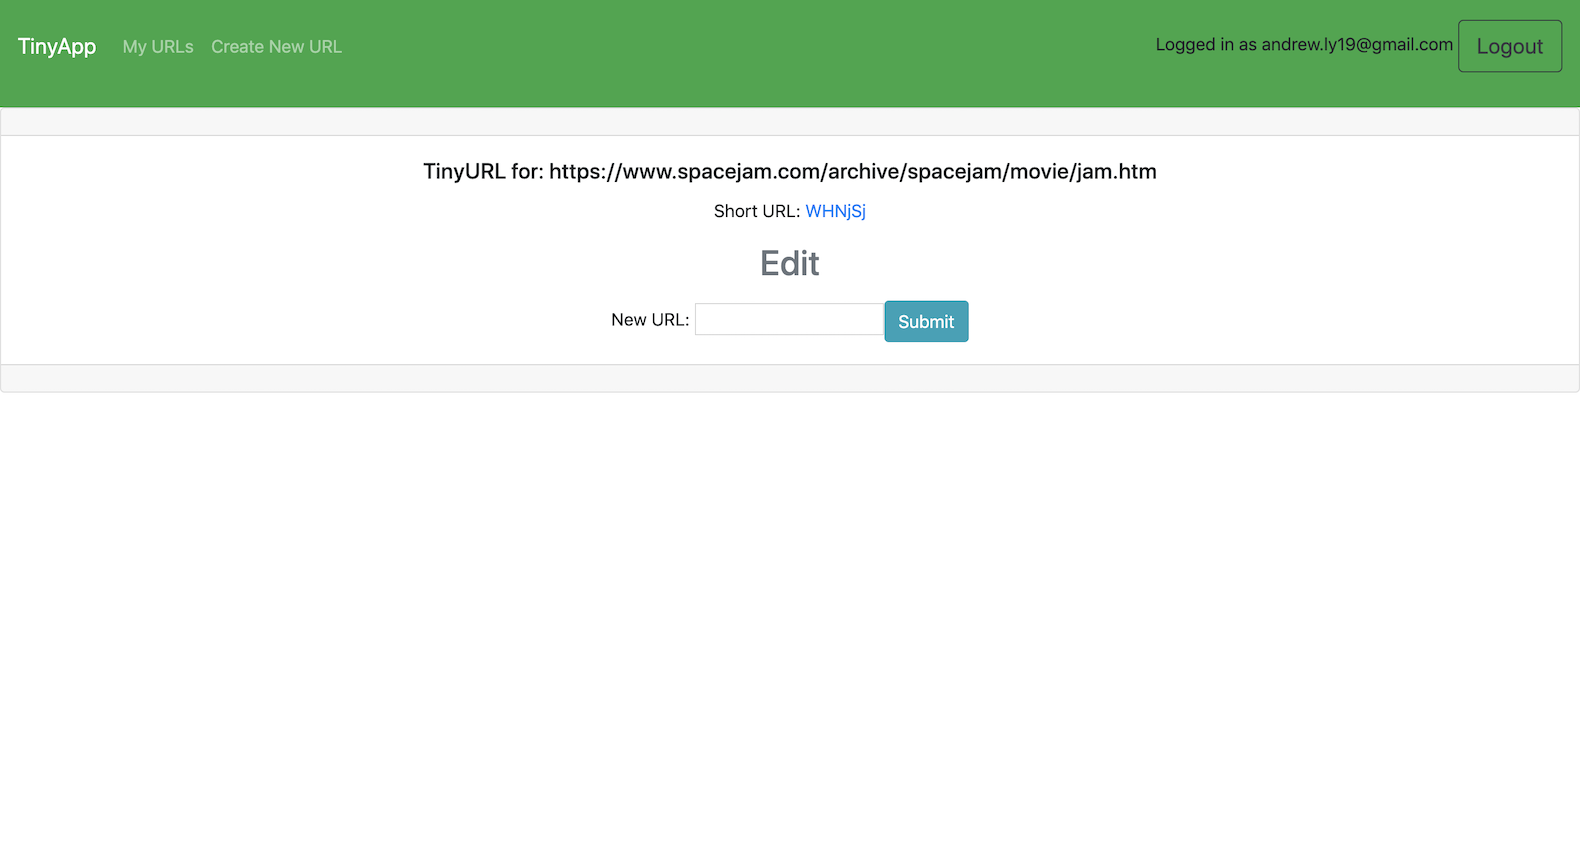 TinyApp My URLs Create New URL Logged in as andrew.ly19@gmail.com Logout
TinyURL for: https://www.spacejam.com/archive/spacejam/movie/jam.htm
Short URL: WHNjSj
Edit
New URL: Submit